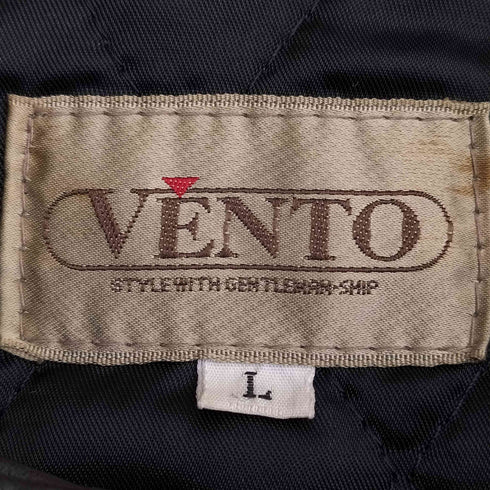 VENTO
STYLE WITH GENTLEMAN-SHIP
L